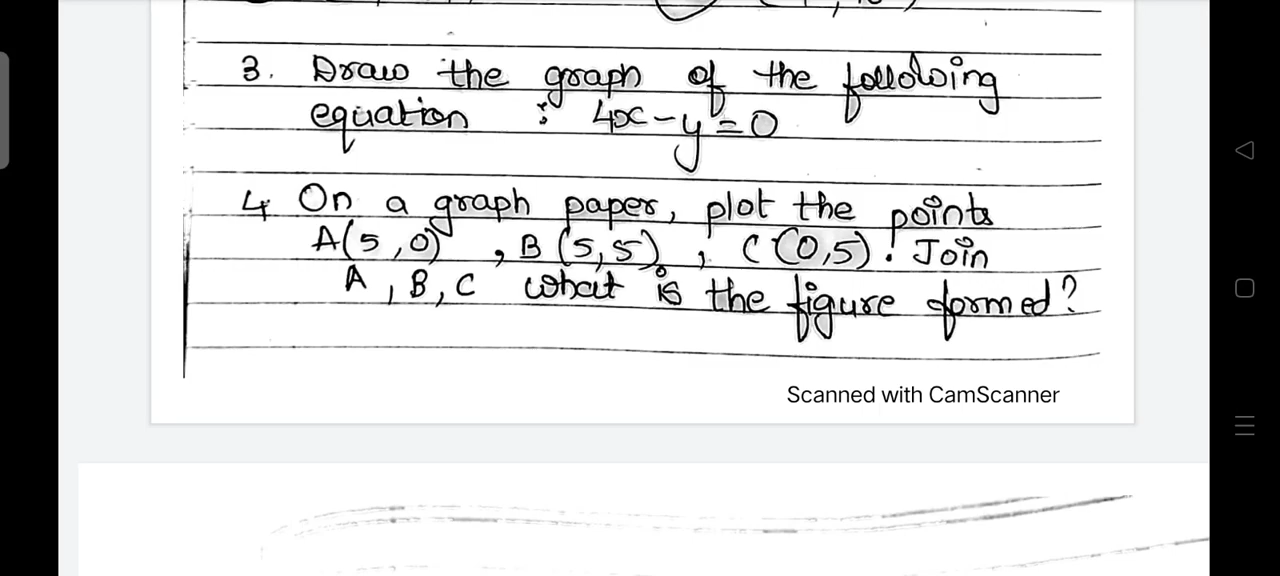 3. Draw the graph of the following
equation : 4x-y=0
4 On a graph paper, plot the points
A(5,0) , B (5,5) , C (0,5). Join
A, B, C what is the figure formed?
Scanned with CamScanner